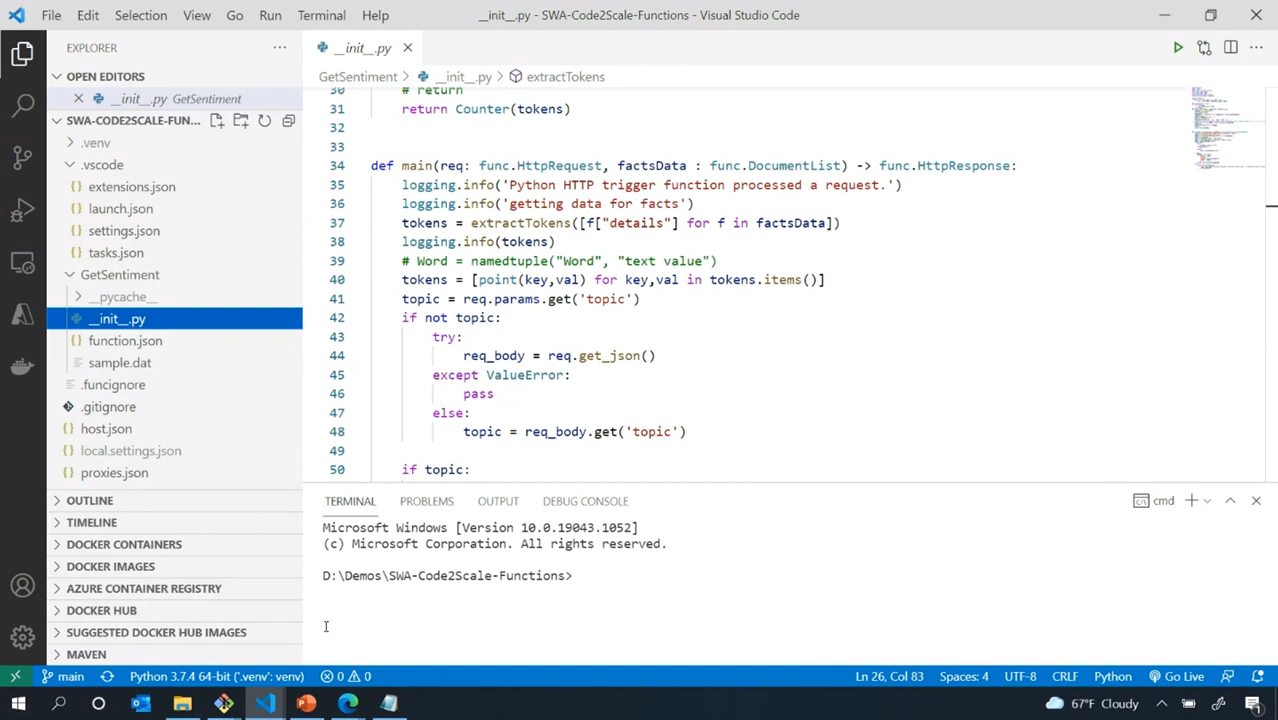 File Edit Selection View Go Run Terminal Help
__init__.py - SWA-Code2Scale-Functions - Visual Studio Code
EXPLORER
OPEN EDITORS
__init__.py GetSentiment
SWA-CODE2SCALE-FUN...
.venv
.vscode
extensions.json
launch.json
settings.json
tasks.json
GetSentiment
__pycache__
__init__.py
function.json
sample.dat
.funcignore
.gitignore
host.json
local.settings.json
proxies.json
OUTLINE
TIMELINE
DOCKER CONTAINERS
DOCKER IMAGES
AZURE CONTAINER REGISTRY
DOCKER HUB
SUGGESTED DOCKER HUB IMAGES
MAVEN
__init__.py
GetSentiment > __init__.py > extractTokens
30 # return
31 return Counter(tokens)
32
33
34 def main(req: func.HttpRequest, factsData : func.DocumentList) -> func.HttpResponse:
35 logging.info('Python HTTP trigger function processed a request.')
36 logging.info('getting data for facts')
37 tokens = extractTokens([f["details"] for f in factsData])
38 logging.info(tokens)
39 # Word = namedtuple("Word", "text value")
40 tokens = [point(key,val) for key,val in tokens.items()]
41 topic = req.params.get('topic')
42 if not topic:
43 try:
44 req_body = req.get_json()
45 except ValueError:
46 pass
47 else:
48 topic = req_body.get('topic')
49
50 if topic:
TERMINAL PROBLEMS OUTPUT DEBUG CONSOLE
cmd
Microsoft Windows [Version 10.0.19043.1052]
(c) Microsoft Corporation. All rights reserved.
D:\Demos\SWA-Code2Scale-Functions>
main Python 3.7.4 64-bit ('.venv': venv) 0 0 Ln 26, Col 83 Spaces: 4 UTF-8 CRLF Python Go Live
67°F Cloudy
1